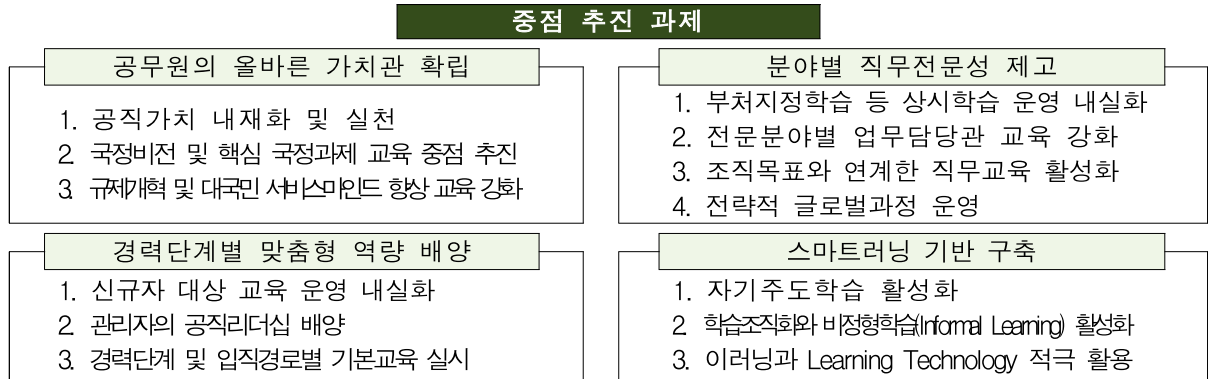 중점 추진 과제
공무원의 올바른 가치관 확립
1. 공직가치 내재화 및 실천
2. 국정비전 및 핵심 국정과제 교육 중점 추진
3. 규제개혁 및 대국민 서비스마인드 향상 교육 강화
분야별 직무전문성 제고
1. 부처지정학습 등 상시학습 운영 내실화
2. 전문분야별 업무담당관 교육 강화
3. 조직목표와 연계한 직무교육 활성화
4. 전략적 글로벌과정 운영
경력단계별 맞춤형 역량 배양
1. 신규자 대상 교육 운영 내실화
2. 관리자의 공직리더십 배양
3. 경력단계 및 입직경로별 기본교육 실시
스마트러닝 기반 구축
1. 자기주도학습 활성화
2. 학습조직화와 비정형학습(Informal Learning) 활성화
3. 이러닝과 Learning Technology 적극 활용